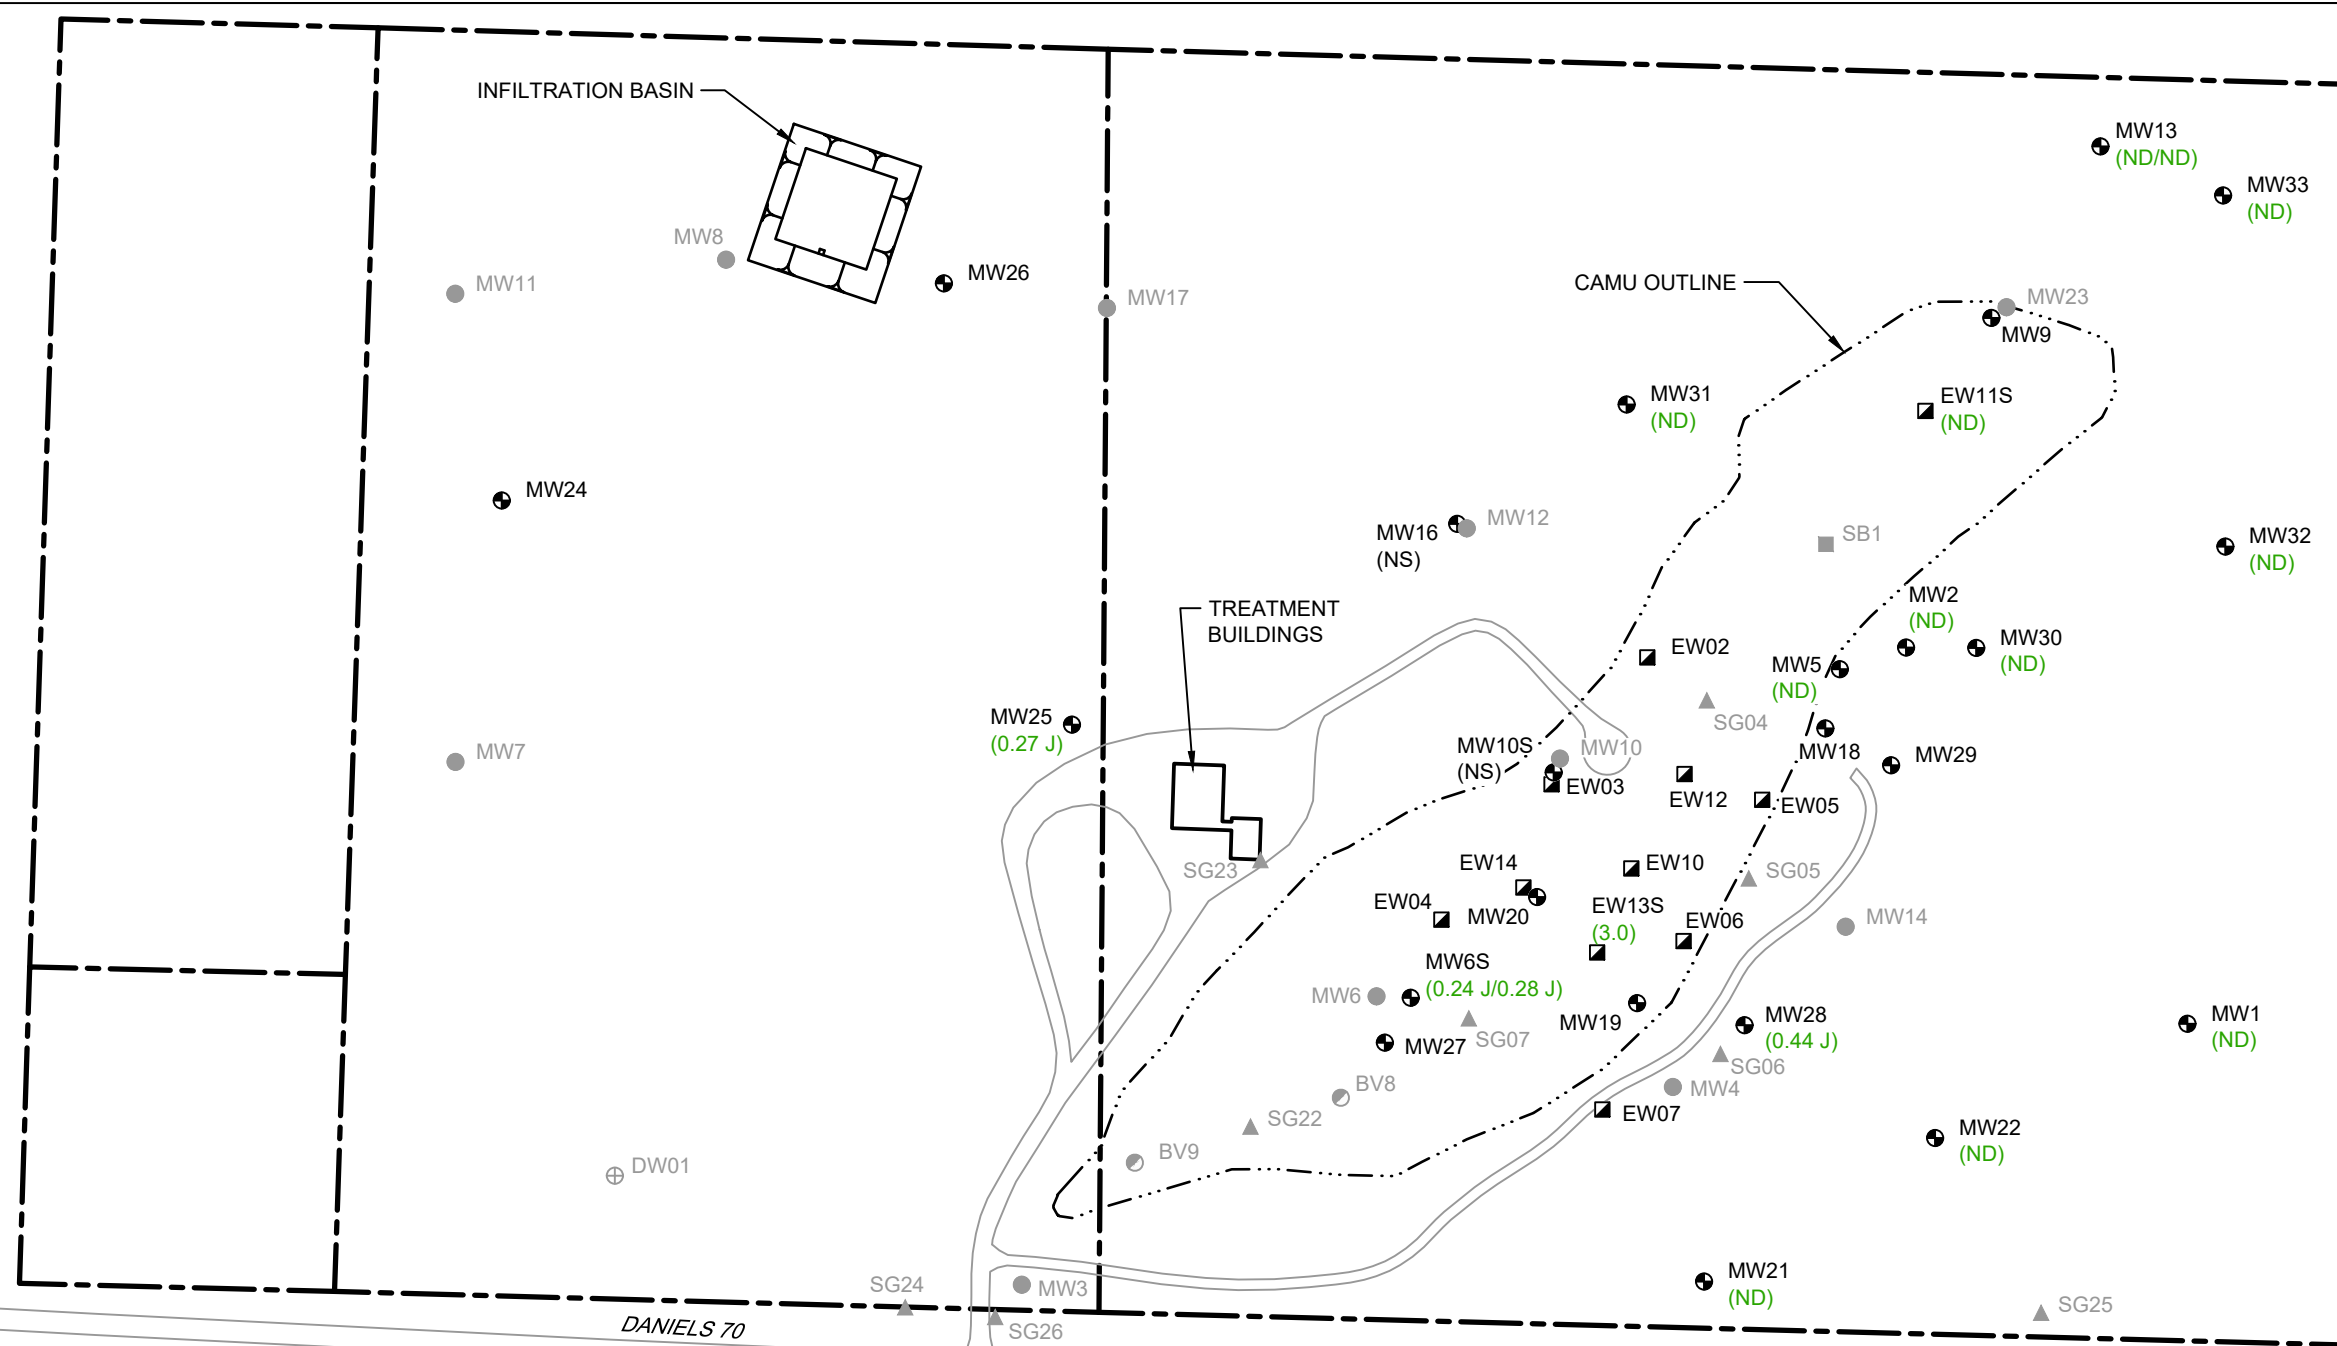 INFILTRATION BASIN
MW13
(ND/ND)
MW33
(ND)
MW8
MW11
MW26
MW17
CAMU OUTLINE
MW23
MW9
MW31
(ND)
EW11S
(ND)
MW24
MW16
(NS)
MW12
SB1
MW32
(ND)
TREATMENT
BUILDINGS
MW2
(ND)
EW02
MW30
(ND)
MW5
(ND)
MW25
(0.27 J)
SG04
MW7
MW10S
(NS)
MW10
MW18
MW29
EW03
EW12
EW05
SG23
EW14
EW10
SG05
EW04
MW20
EW13S
(3.0)
EW06
MW14
MW6S
(0.24 J/0.28 J)
MW6
MW19
MW28
(0.44 J)
MW1
(ND)
MW27
SG07
SG06
BV8
MW4
SG22
EW07
MW22
(ND)
BV9
DW01
MW21
(ND)
SG24
MW3
SG25
DANIELS 70
SG26